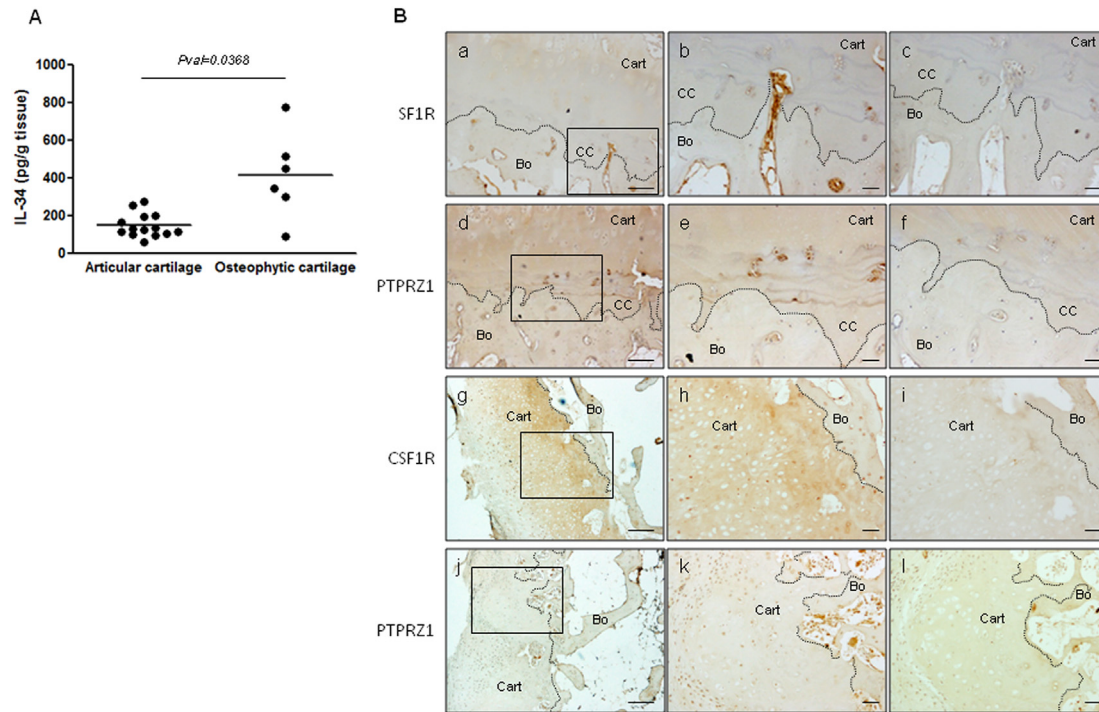 A
Pval=0.0368
1000
800
600
400
200
0
IL-34 (pg/g tissue)
Articular cartilage Osteophytic cartilage
B
SF1R
a Cart Bo CC
b Cart CC Bo
c Cart CC Bo
PTPRZ1
d Cart CC Bo
e Cart CC Bo
f Cart CC Bo
CSF1R
g Cart Bo
h Cart Bo
i Cart Bo
PTPRZ1
j Cart Bo Cart
k Cart Bo
l Cart Bo